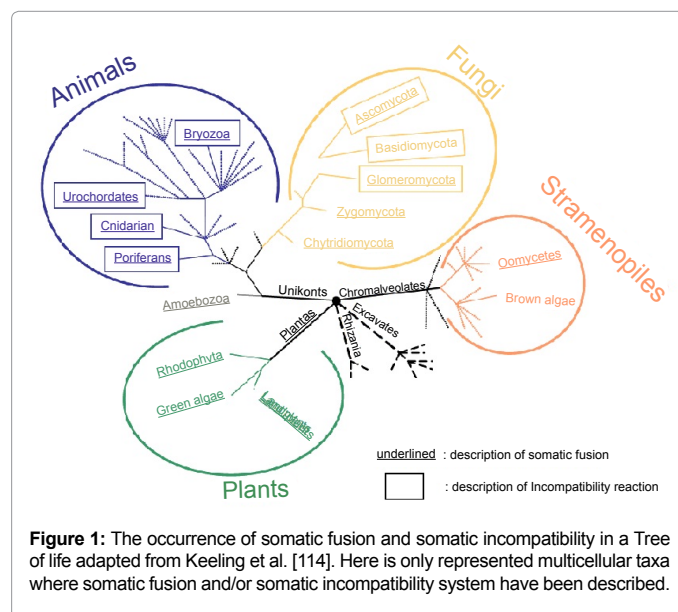 Animals
Fungi
Ascomycota
Bryozoa
Basidiomycota
Glomeromycota
Urochordates
Stramenopiles
Zygomycota
Cnidarian
Chytridiomycota
Poriferans
Oomycetes
Unikonts
Chromalveolates
Amoebozoa
Brown algae
Plantas
Excavates
Rhizania
Rhodophyta
Green algae
Plants
underlined : description of somatic fusion
: description of Incompatibility reaction
Figure 1: The occurrence of somatic fusion and somatic incompatibility in a Tree
of life adapted from Keeling et al. [114]. Here is only represented multicellular taxa
where somatic fusion and/or somatic incompatibility system have been described.